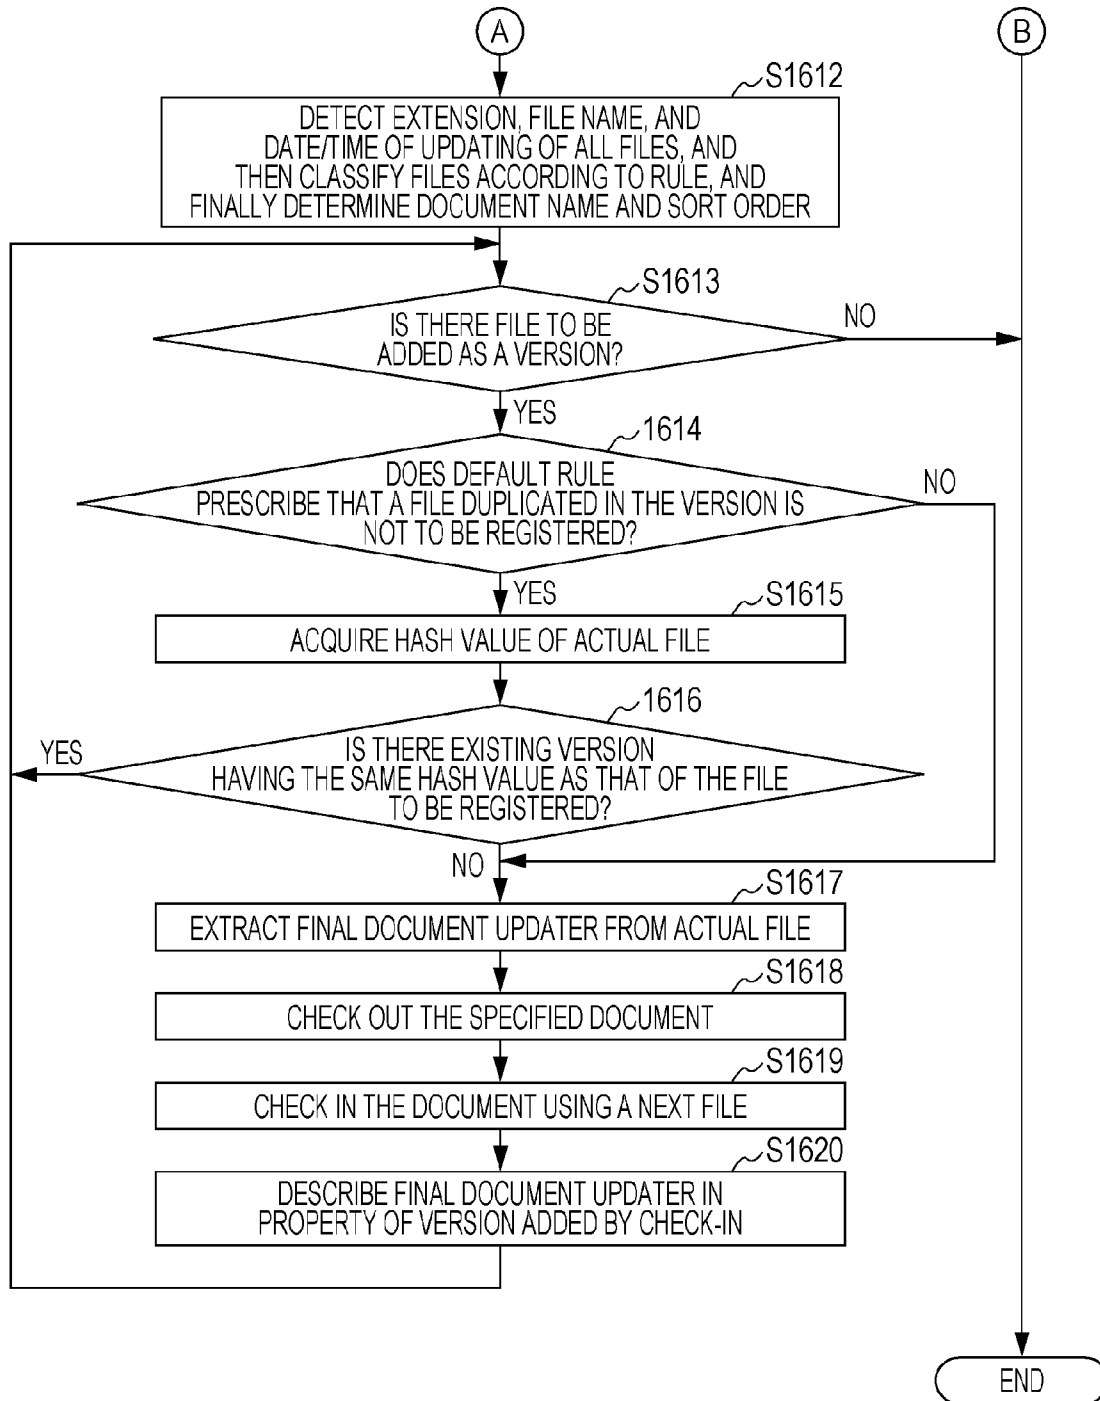 A
B
S1612
DETECT EXTENSION, FILE NAME, AND
DATE/TIME OF UPDATING OF ALL FILES, AND
THEN CLASSIFY FILES ACCORDING TO RULE, AND
FINALLY DETERMINE DOCUMENT NAME AND SORT ORDER
S1613
IS THERE FILE TO BE
ADDED AS A VERSION?
NO
YES
1614
DOES DEFAULT RULE
PRESCRIBE THAT A FILE DUPLICATED IN THE VERSION IS
NOT TO BE REGISTERED?
NO
YES
S1615
ACQUIRE HASH VALUE OF ACTUAL FILE
1616
IS THERE EXISTING VERSION
HAVING THE SAME HASH VALUE AS THAT OF THE FILE
TO BE REGISTERED?
YES
NO
S1617
EXTRACT FINAL DOCUMENT UPDATER FROM ACTUAL FILE
S1618
CHECK OUT THE SPECIFIED DOCUMENT
S1619
CHECK IN THE DOCUMENT USING A NEXT FILE
S1620
DESCRIBE FINAL DOCUMENT UPDATER IN
PROPERTY OF VERSION ADDED BY CHECK-IN
END